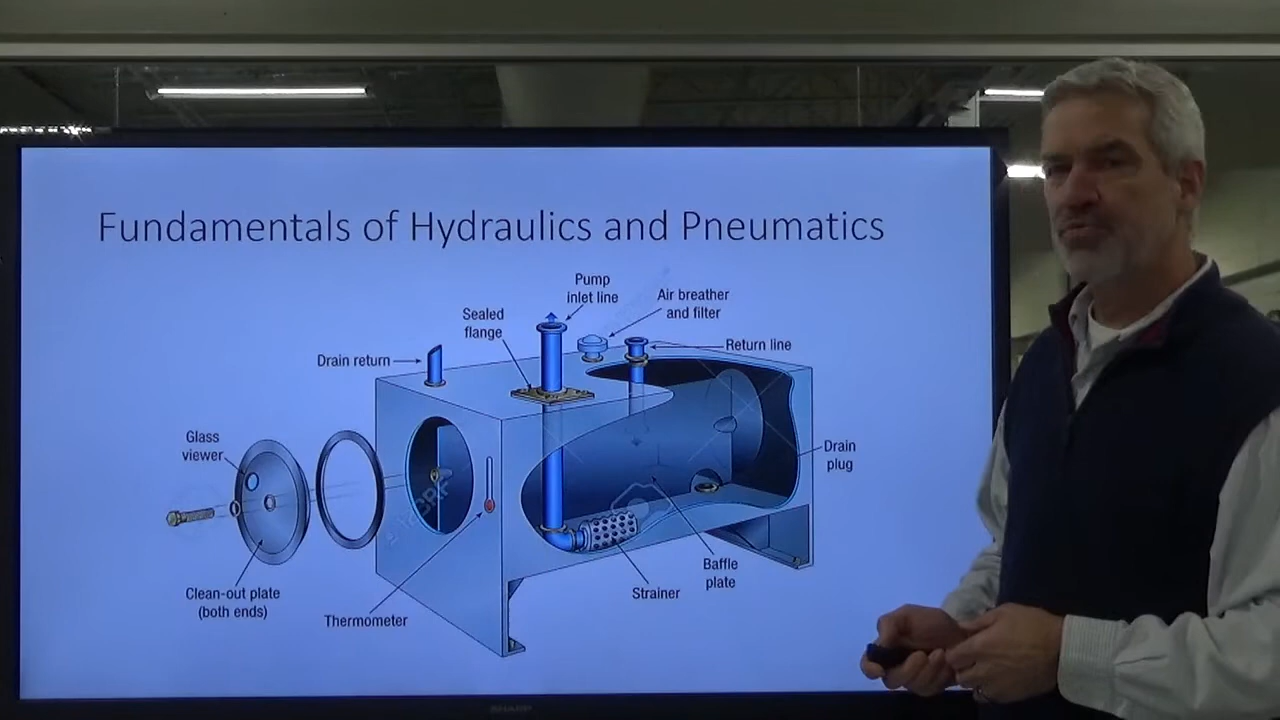 Fundamentals of Hydraulics and Pneumatics
Pump
inlet line
Air breather
and filter
Sealed
flange
Drain return
Return line
Glass
viewer
Drain
plug
Baffle
plate
Clean-out plate
(both ends)
Strainer
Thermometer
SHARP